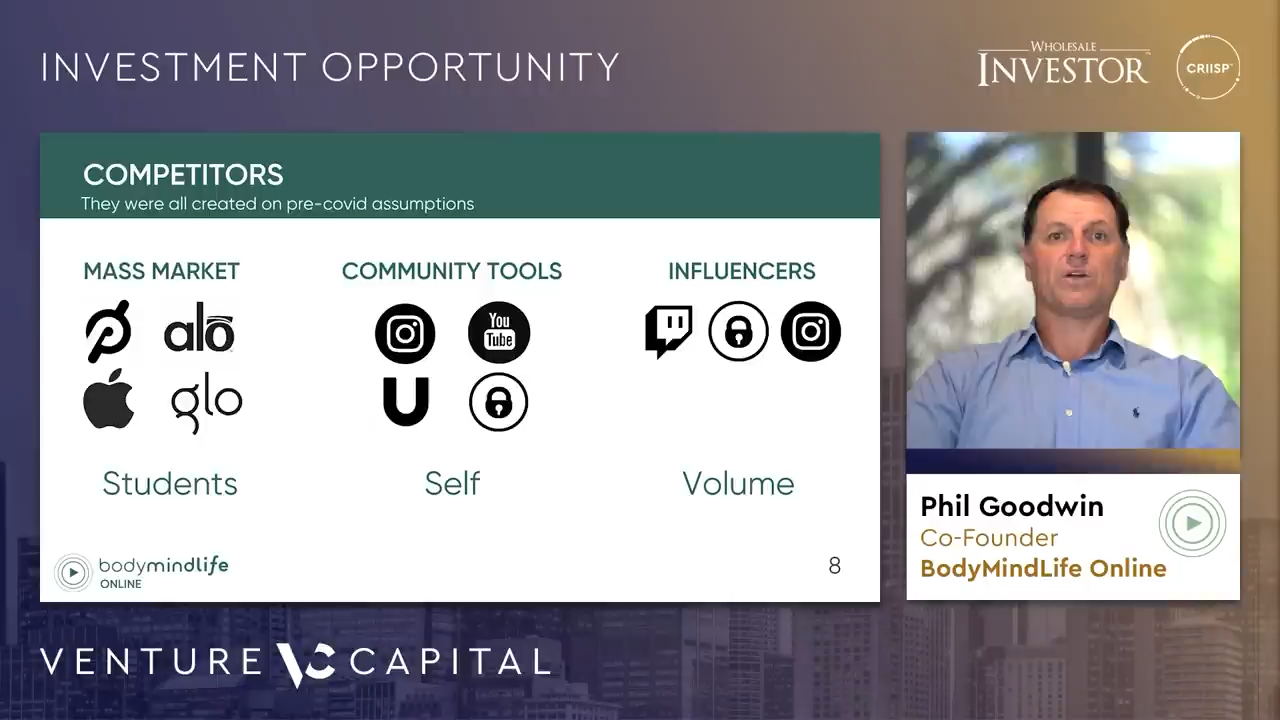 INVESTMENT OPPORTUNITY
WHOLESALE
INVESTOR
CRIISP
COMPETITORS
They were all created on pre-covid assumptions
MASS MARKET
COMMUNITY TOOLS
INFLUENCERS
alo
You
Tube
glo
Students
Self
Volume
bodymindlife
ONLINE
8
Phil Goodwin
Co-Founder
BodyMindLife Online
VENTURE VC CAPITAL